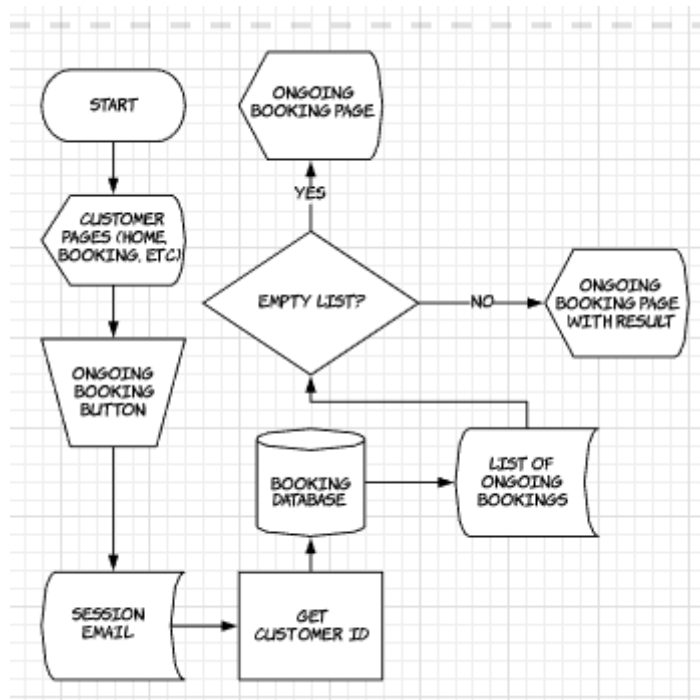 START
CUSTOMER
PAGES (HOME,
BOOKING, ETC)
ONGOING
BOOKING
BUTTON
SESSION
EMAIL
GET
CUSTOMER ID
BOOKING
DATABASE
LIST OF
ONGOING
BOOKINGS
EMPTY LIST?
YES
ONGOING
BOOKING PAGE
NO
ONGOING
BOOKING PAGE
WITH RESULT